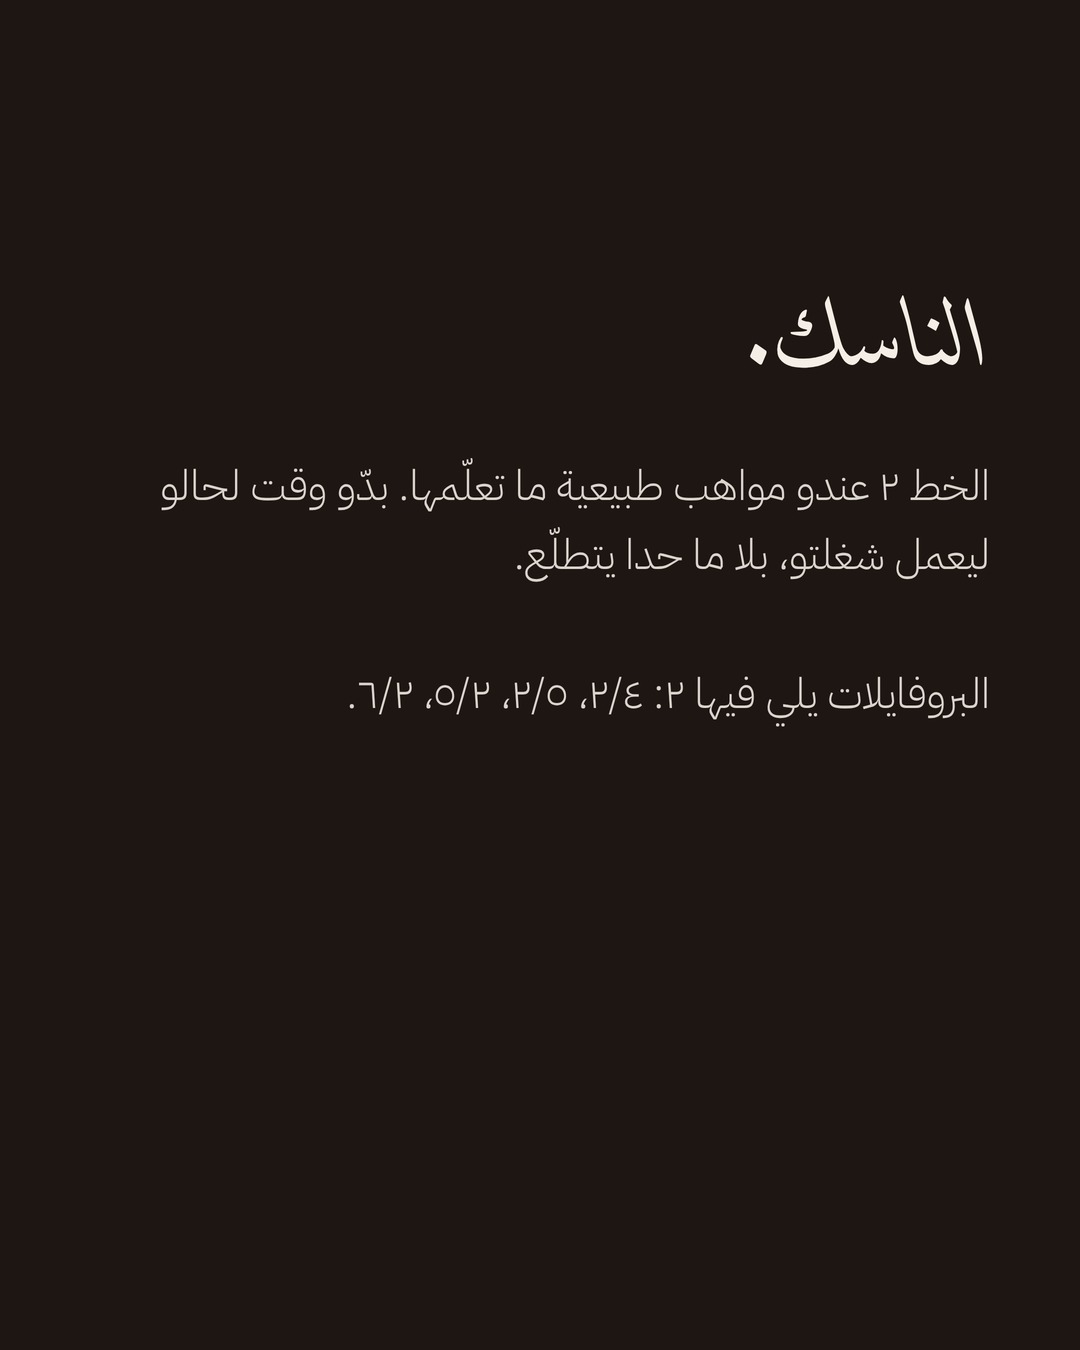 الناسك.
الخط ٢ عندو مواهب طبيعية ما تعلّمها. بدّو وقت لحالو
ليعمل شغلتو، بلا ما حدا يتطلّع.
البروفايلات يلي فيها ٢: ٢/٤، ٢/٥، ٥/٢، ٦/٢.